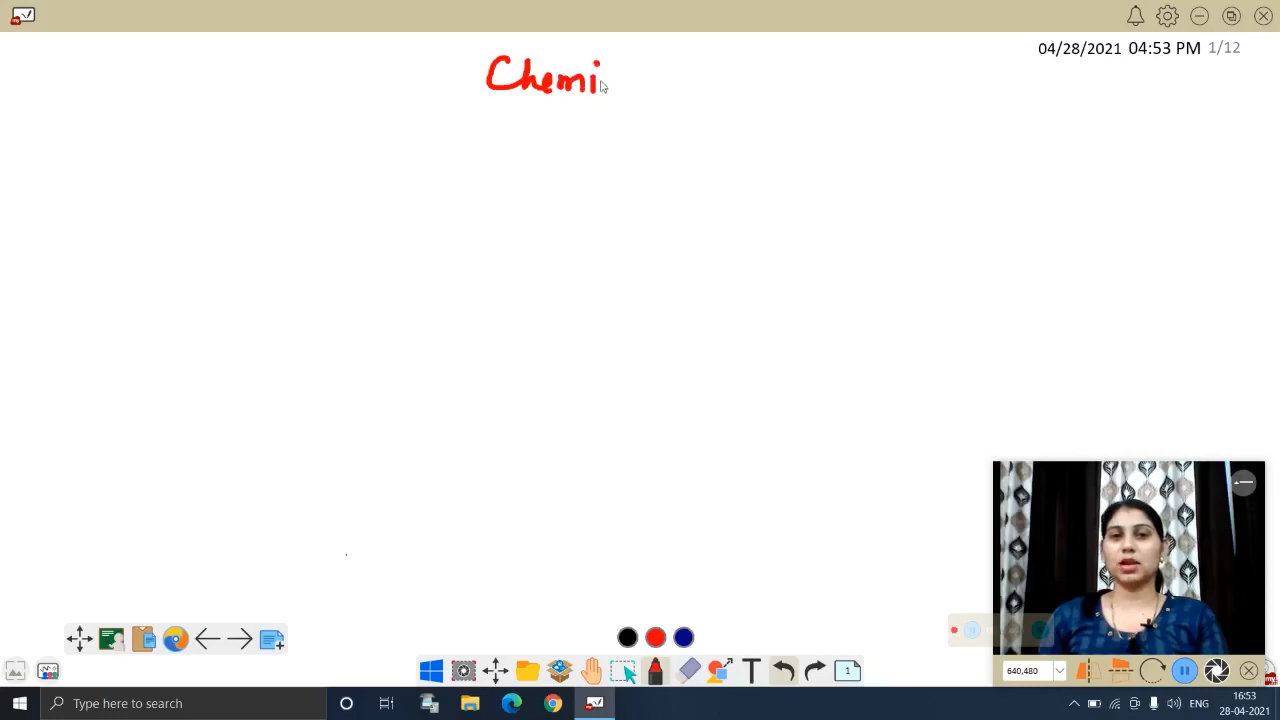 04/28/2021 04:53 PM 1/12
Chemi
T
1
640,480
Type here to search
ENG
16:53
28-04-2021